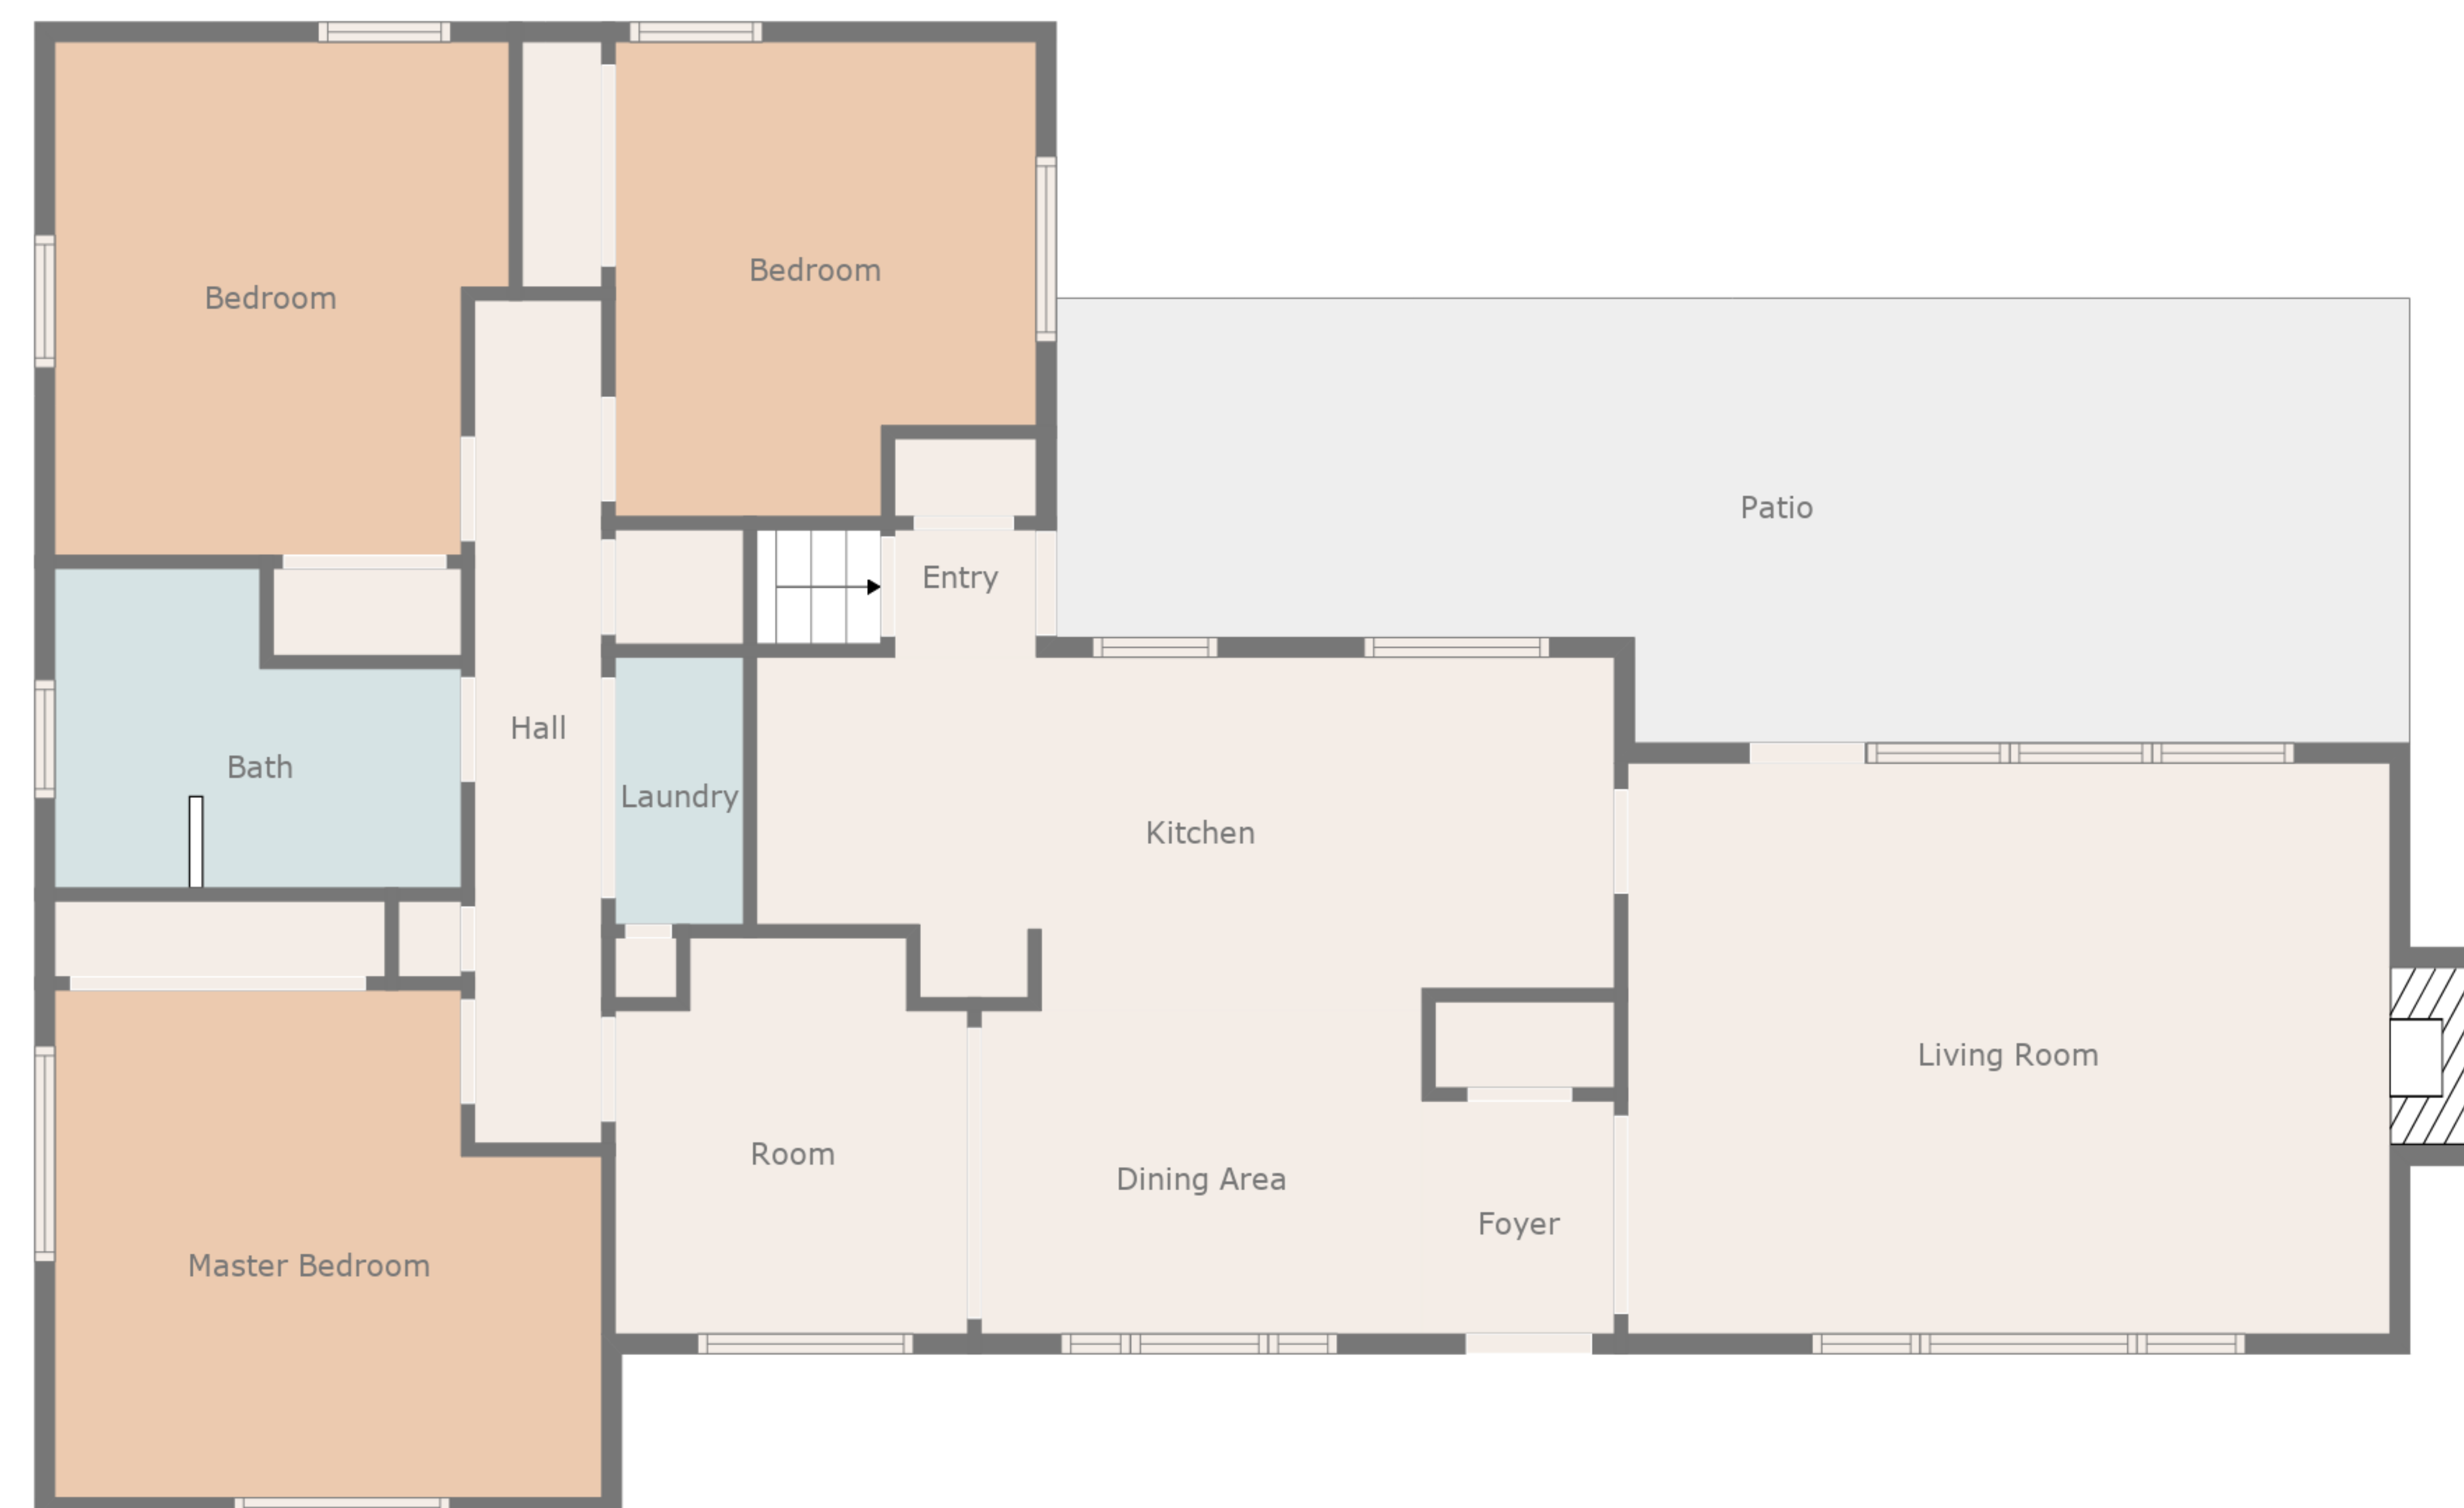 Bedroom
Bedroom
Patio
Entry
Hall
Bath
Laundry
Kitchen
Living Room
Room
Dining Area
Foyer
Master Bedroom